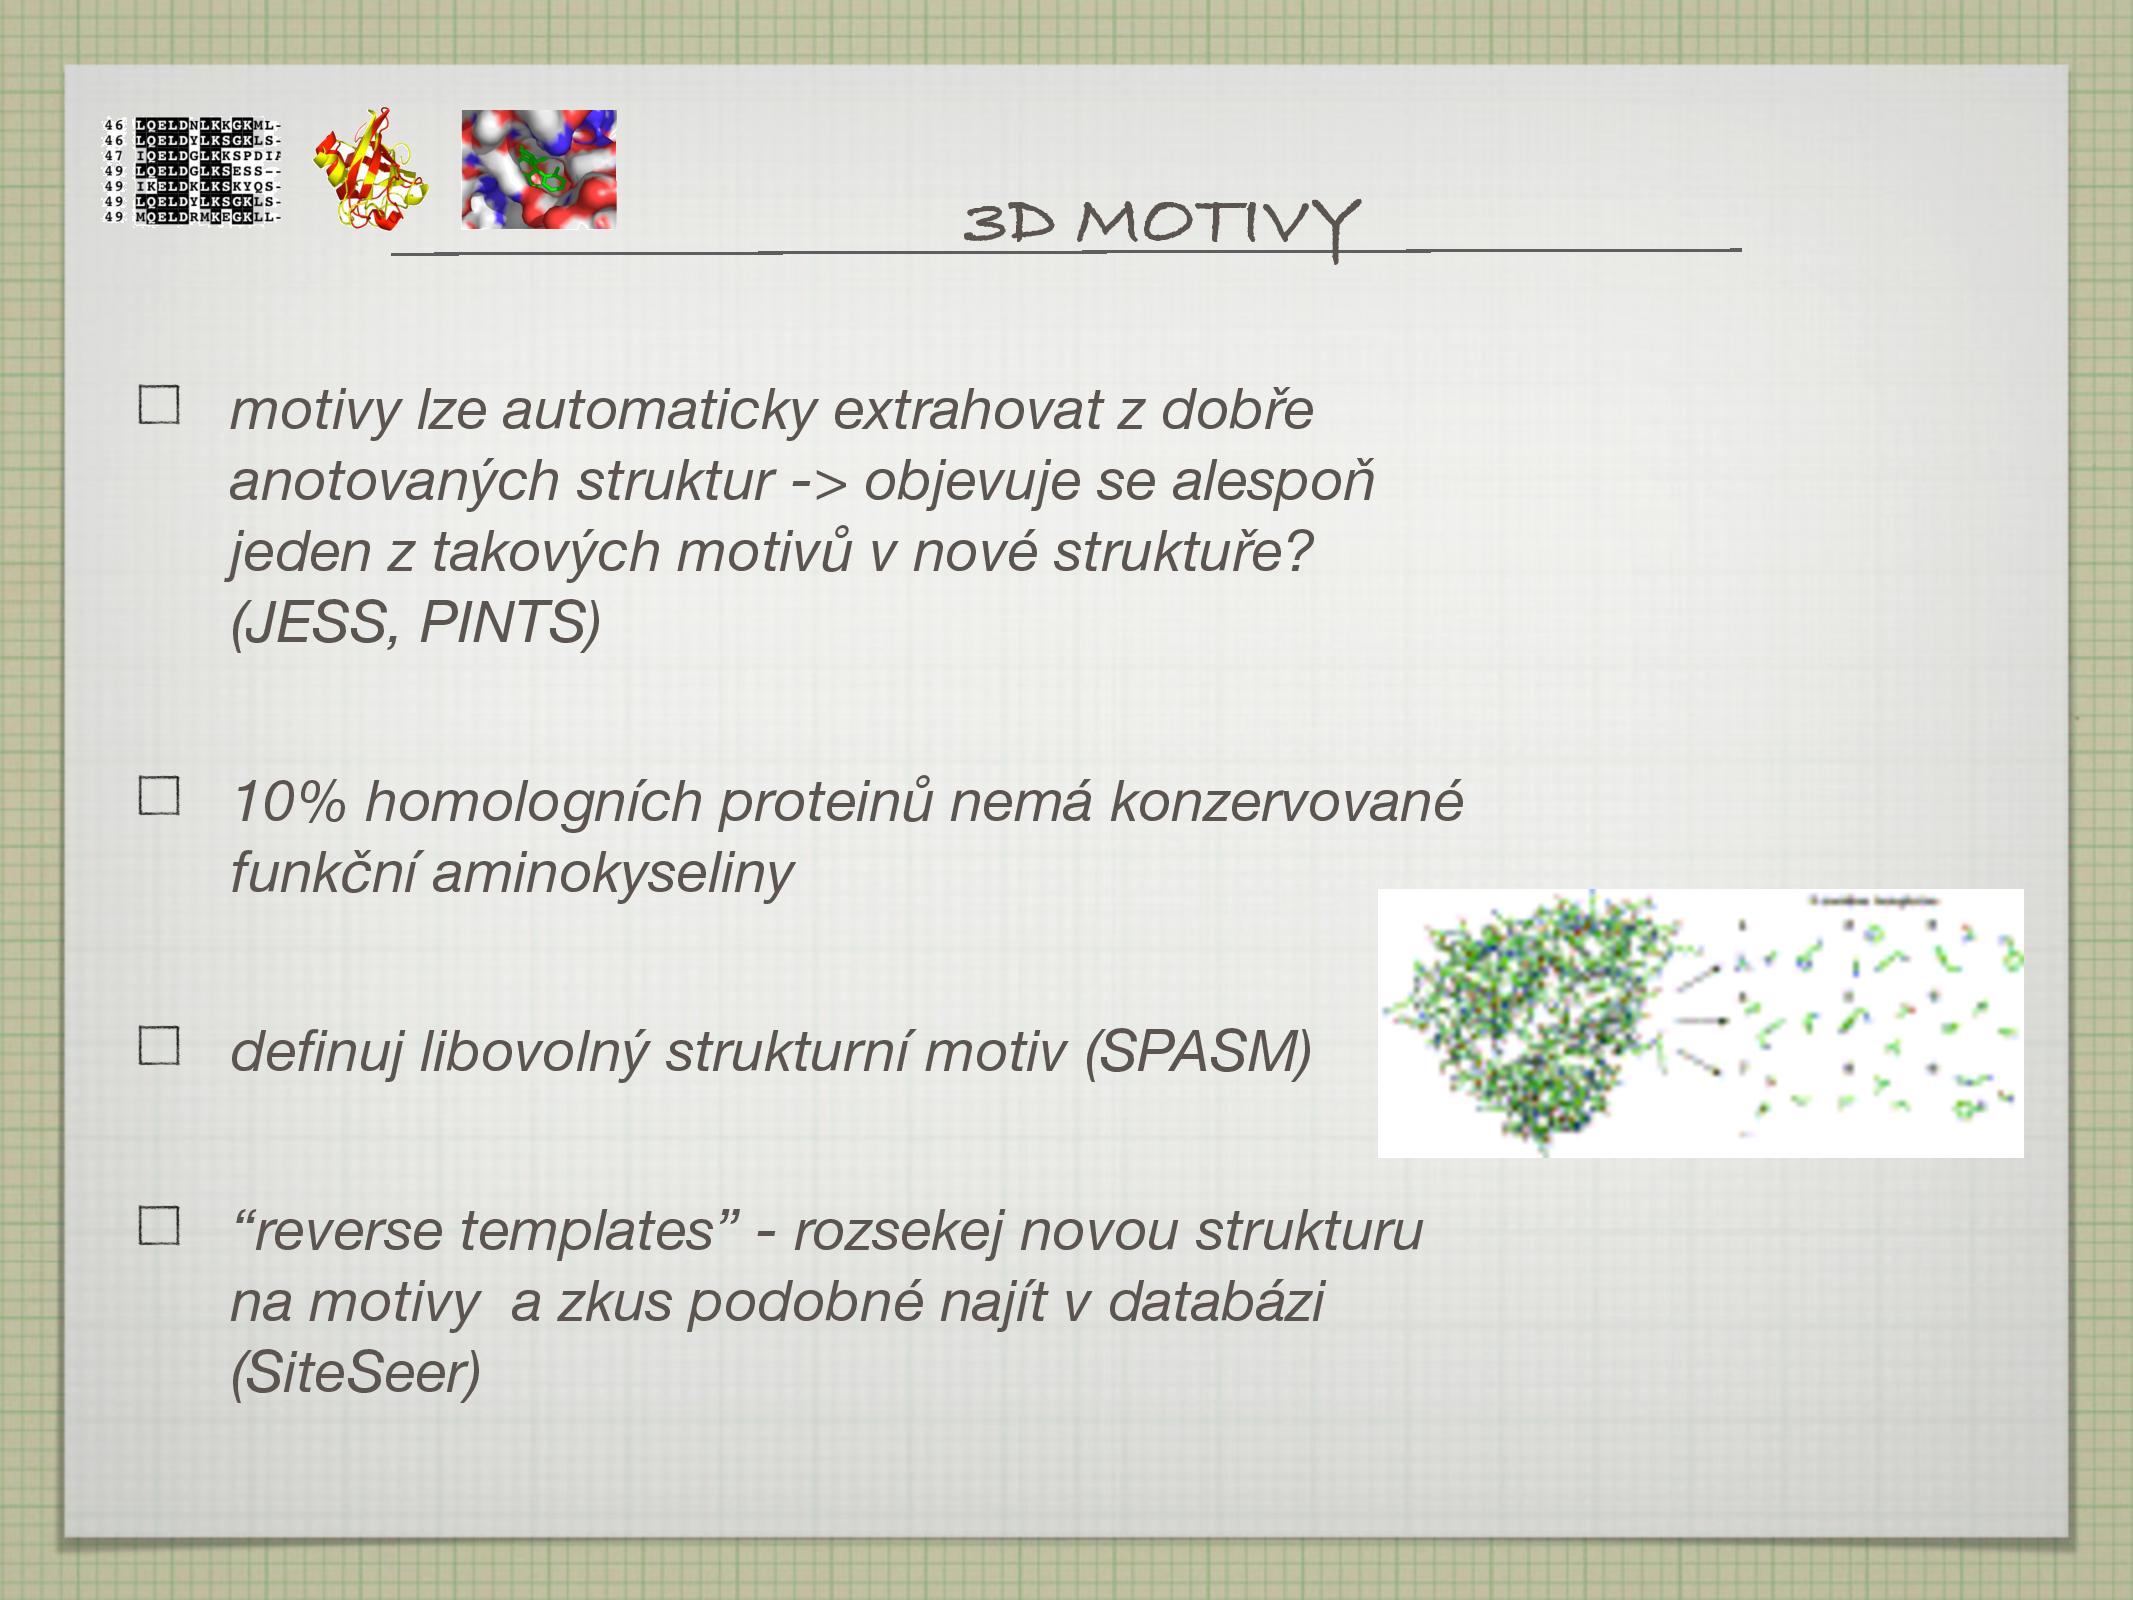 46 LQELDNLKKGKML-
46 LQELDYLKSGKLS-
47 IQELDGLKKSPDIA
49 LQELDGLKSESS--
49 IKELDKLKSKYQS-
49 LQELDYLKSGKLS-
49 MQELDRMKEGKLL-
3D MOTIVY
motivy lze automaticky extrahovat z dobře
anotovaných struktur -> objevuje se alespoň
jeden z takových motivů v nové struktuře?
(JESS, PINTS)
10% homologních proteinů nemá konzervované
funkční aminokyseliny
definuj libovolný strukturní motiv (SPASM)
“reverse templates” - rozsekej novou strukturu
na motivy  a zkus podobné najít v databázi
(SiteSeer)